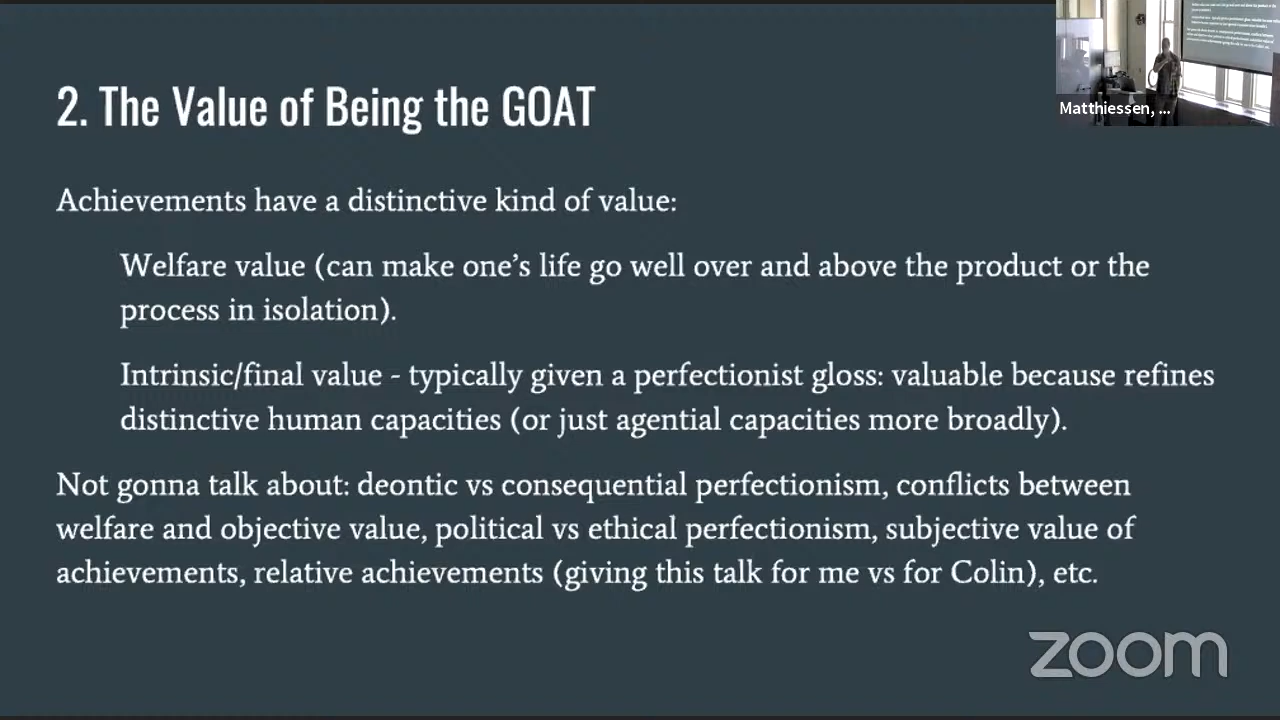 2. The Value of Being the GOAT
Matthiessen, ...
Achievements have a distinctive kind of value:
Welfare value (can make one’s life go well over and above the product or the
process in isolation).
Intrinsic/final value - typically given a perfectionist gloss: valuable because refines
distinctive human capacities (or just agential capacities more broadly).
Not gonna talk about: deontic vs consequential perfectionism, conflicts between
welfare and objective value, political vs ethical perfectionism, subjective value of
achievements, relative achievements (giving this talk for me vs for Colin), etc.
zoom